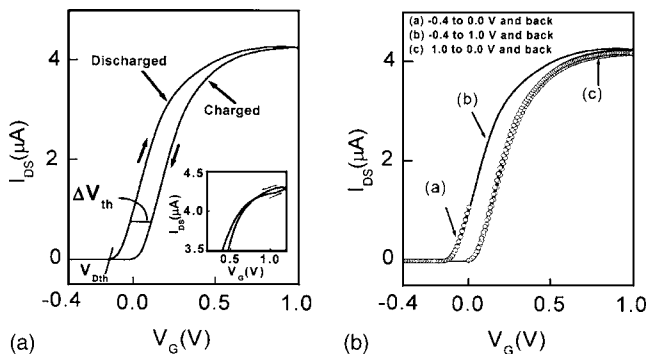 4
2
0
I_DS(μA)
Discharged
Charged
ΔV_th
V_Dth
4.5
4.2
3.9
3.5
I_DS(μA)
0.5
1.0
V_G(V)
-0.4
0.0
0.5
1.0
V_G(V)
(a)
(a) -0.4 to 0.0 V and back
(b) -0.4 to 1.0 V and back
(c) 1.0 to 0.0 V and back
4
2
0
I_DS(μA)
(b)
(c)
(a)
-0.4
0.0
0.5
1.0
V_G(V)
(b)